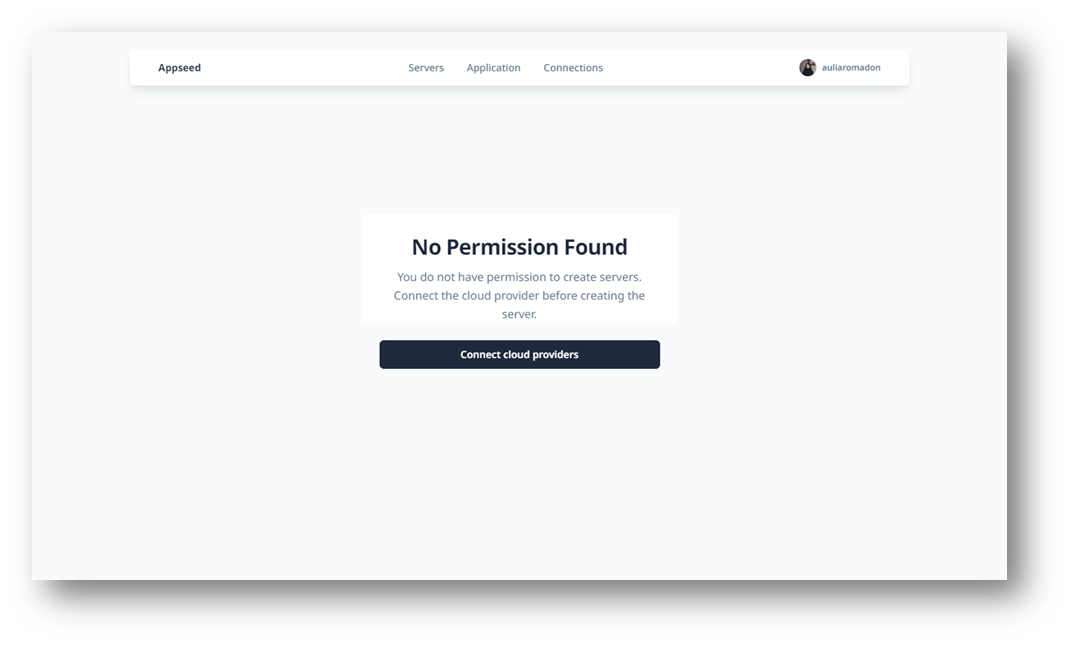 Appseed
Servers
Application
Connections
auliaromadon
No Permission Found
You do not have permission to create servers.
Connect the cloud provider before creating the
server.
Connect cloud providers